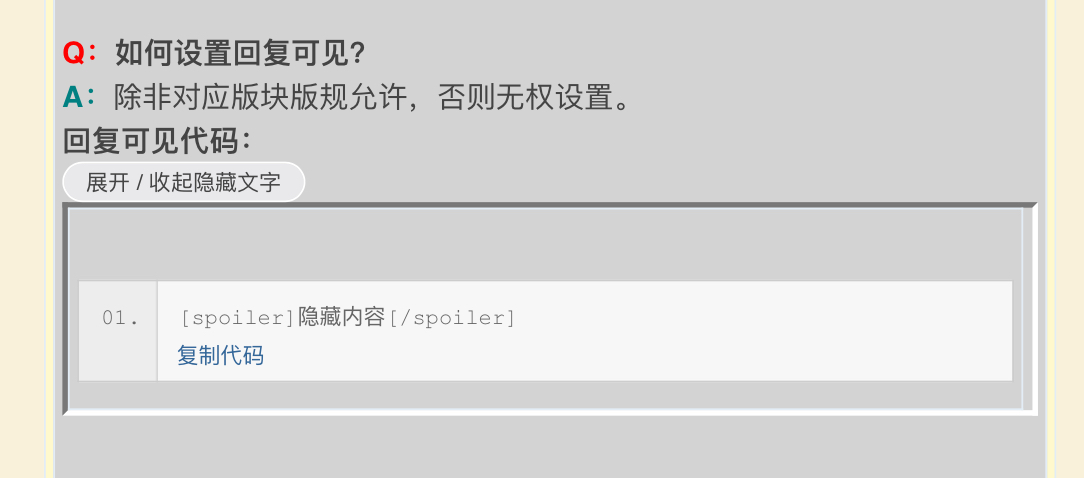 Q：如何设置回复可见？
A：除非对应版块版规允许，否则无权设置。
回复可见代码：
展开 / 收起隐藏文字
01. [spoiler]隐藏内容[/spoiler]
复制代码